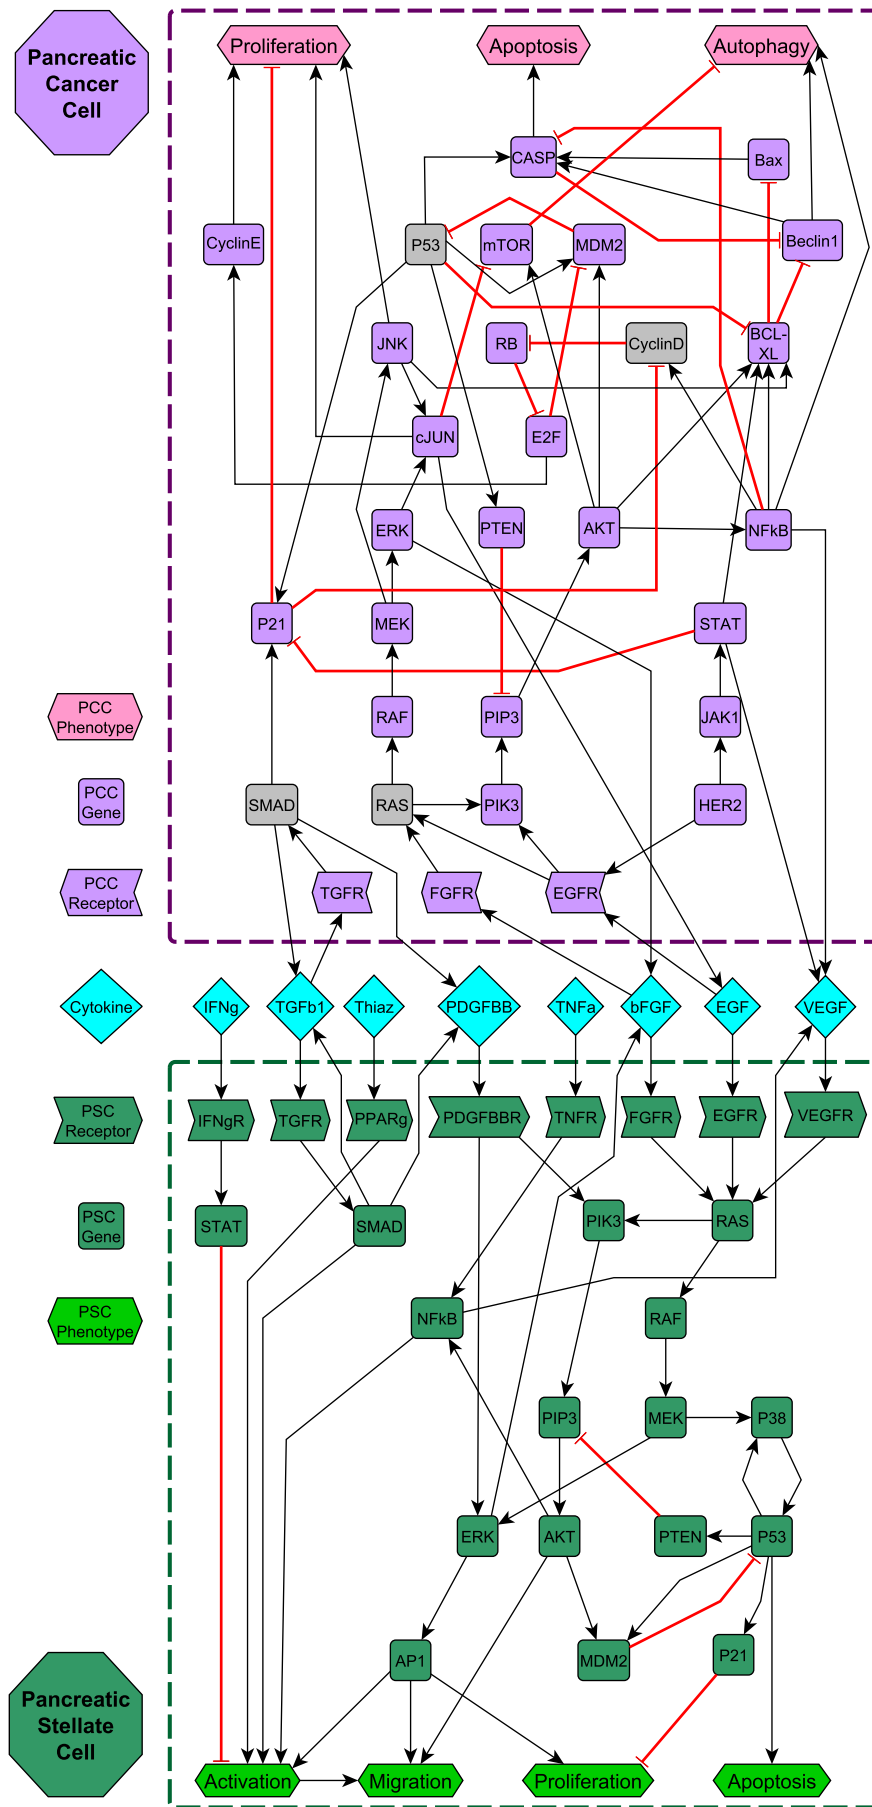 Proliferation
Apoptosis
Autophagy
Pancreatic
Cancer
Cell
CASP
Bax
CyclinE
P53
mTOR
MDM2
Beclin1
JNK
RB
CyclinD
BCL-
XL
cJUN
E2F
ERK
PTEN
AKT
NFkB
P21
MEK
STAT
PCC
Phenotype
RAF
PIP3
JAK1
PCC
Gene
SMAD
RAS
PIK3
HER2
PCC
Receptor
TGFR
FGFR
EGFR
Cytokine
IFNg
TGFb1
Thiaz
PDGFBB
TNFa
bFGF
EGF
VEGF
PSC
Receptor
IFNgR
TGFR
PPARg
PDGFBBR
TNFR
FGFR
EGFR
VEGFR
PSC
Gene
STAT
SMAD
PIK3
RAS
PSC
Phenotype
NFkB
RAF
PIP3
MEK
P38
ERK
AKT
PTEN
P53
AP1
MDM2
P21
Pancreatic
Stellate
Cell
Activation
Migration
Proliferation
Apoptosis